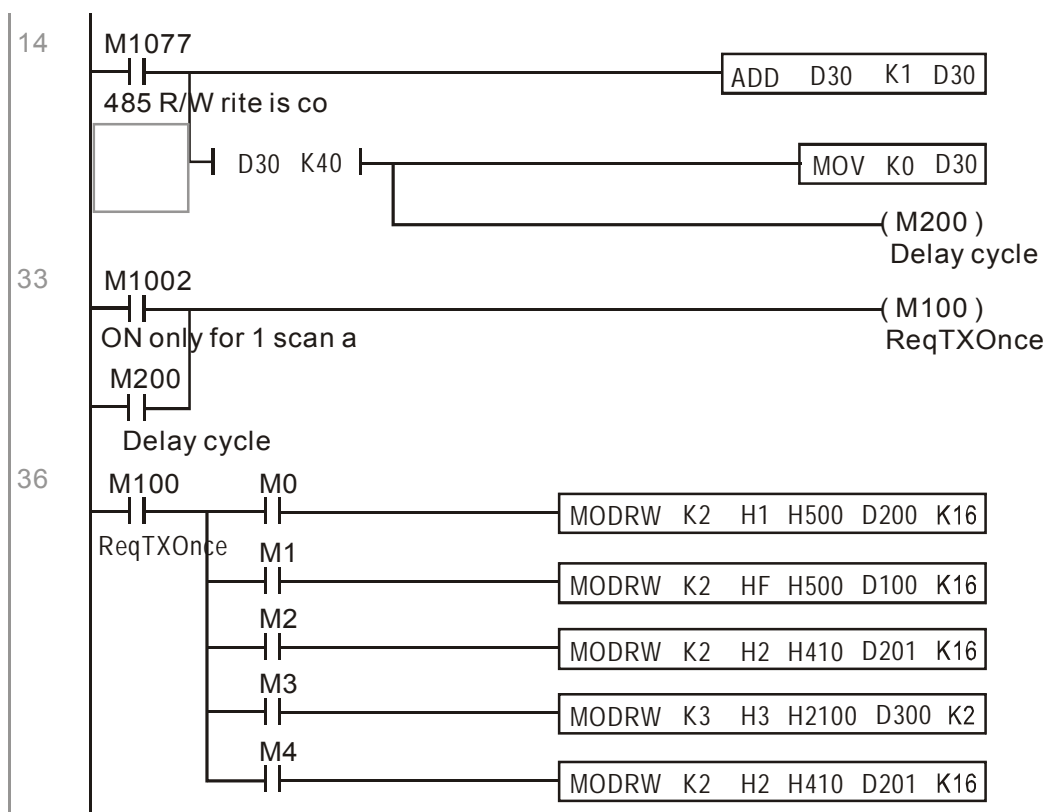 14
M1077
ADD D30 K1 D30
485 R/W rite is co
D30 K40
MOV K0 D30
( M200 )
Delay cycle
33
M1002
( M100 )
ON only for 1 scan a
ReqTXOnce
M200
Delay cycle
36
M100
M0
MODRW K2 H1 H500 D200 K16
ReqTXOnce
M1
MODRW K2 HF H500 D100 K16
M2
MODRW K2 H2 H410 D201 K16
M3
MODRW K3 H3 H2100 D300 K2
M4
MODRW K2 H2 H410 D201 K16